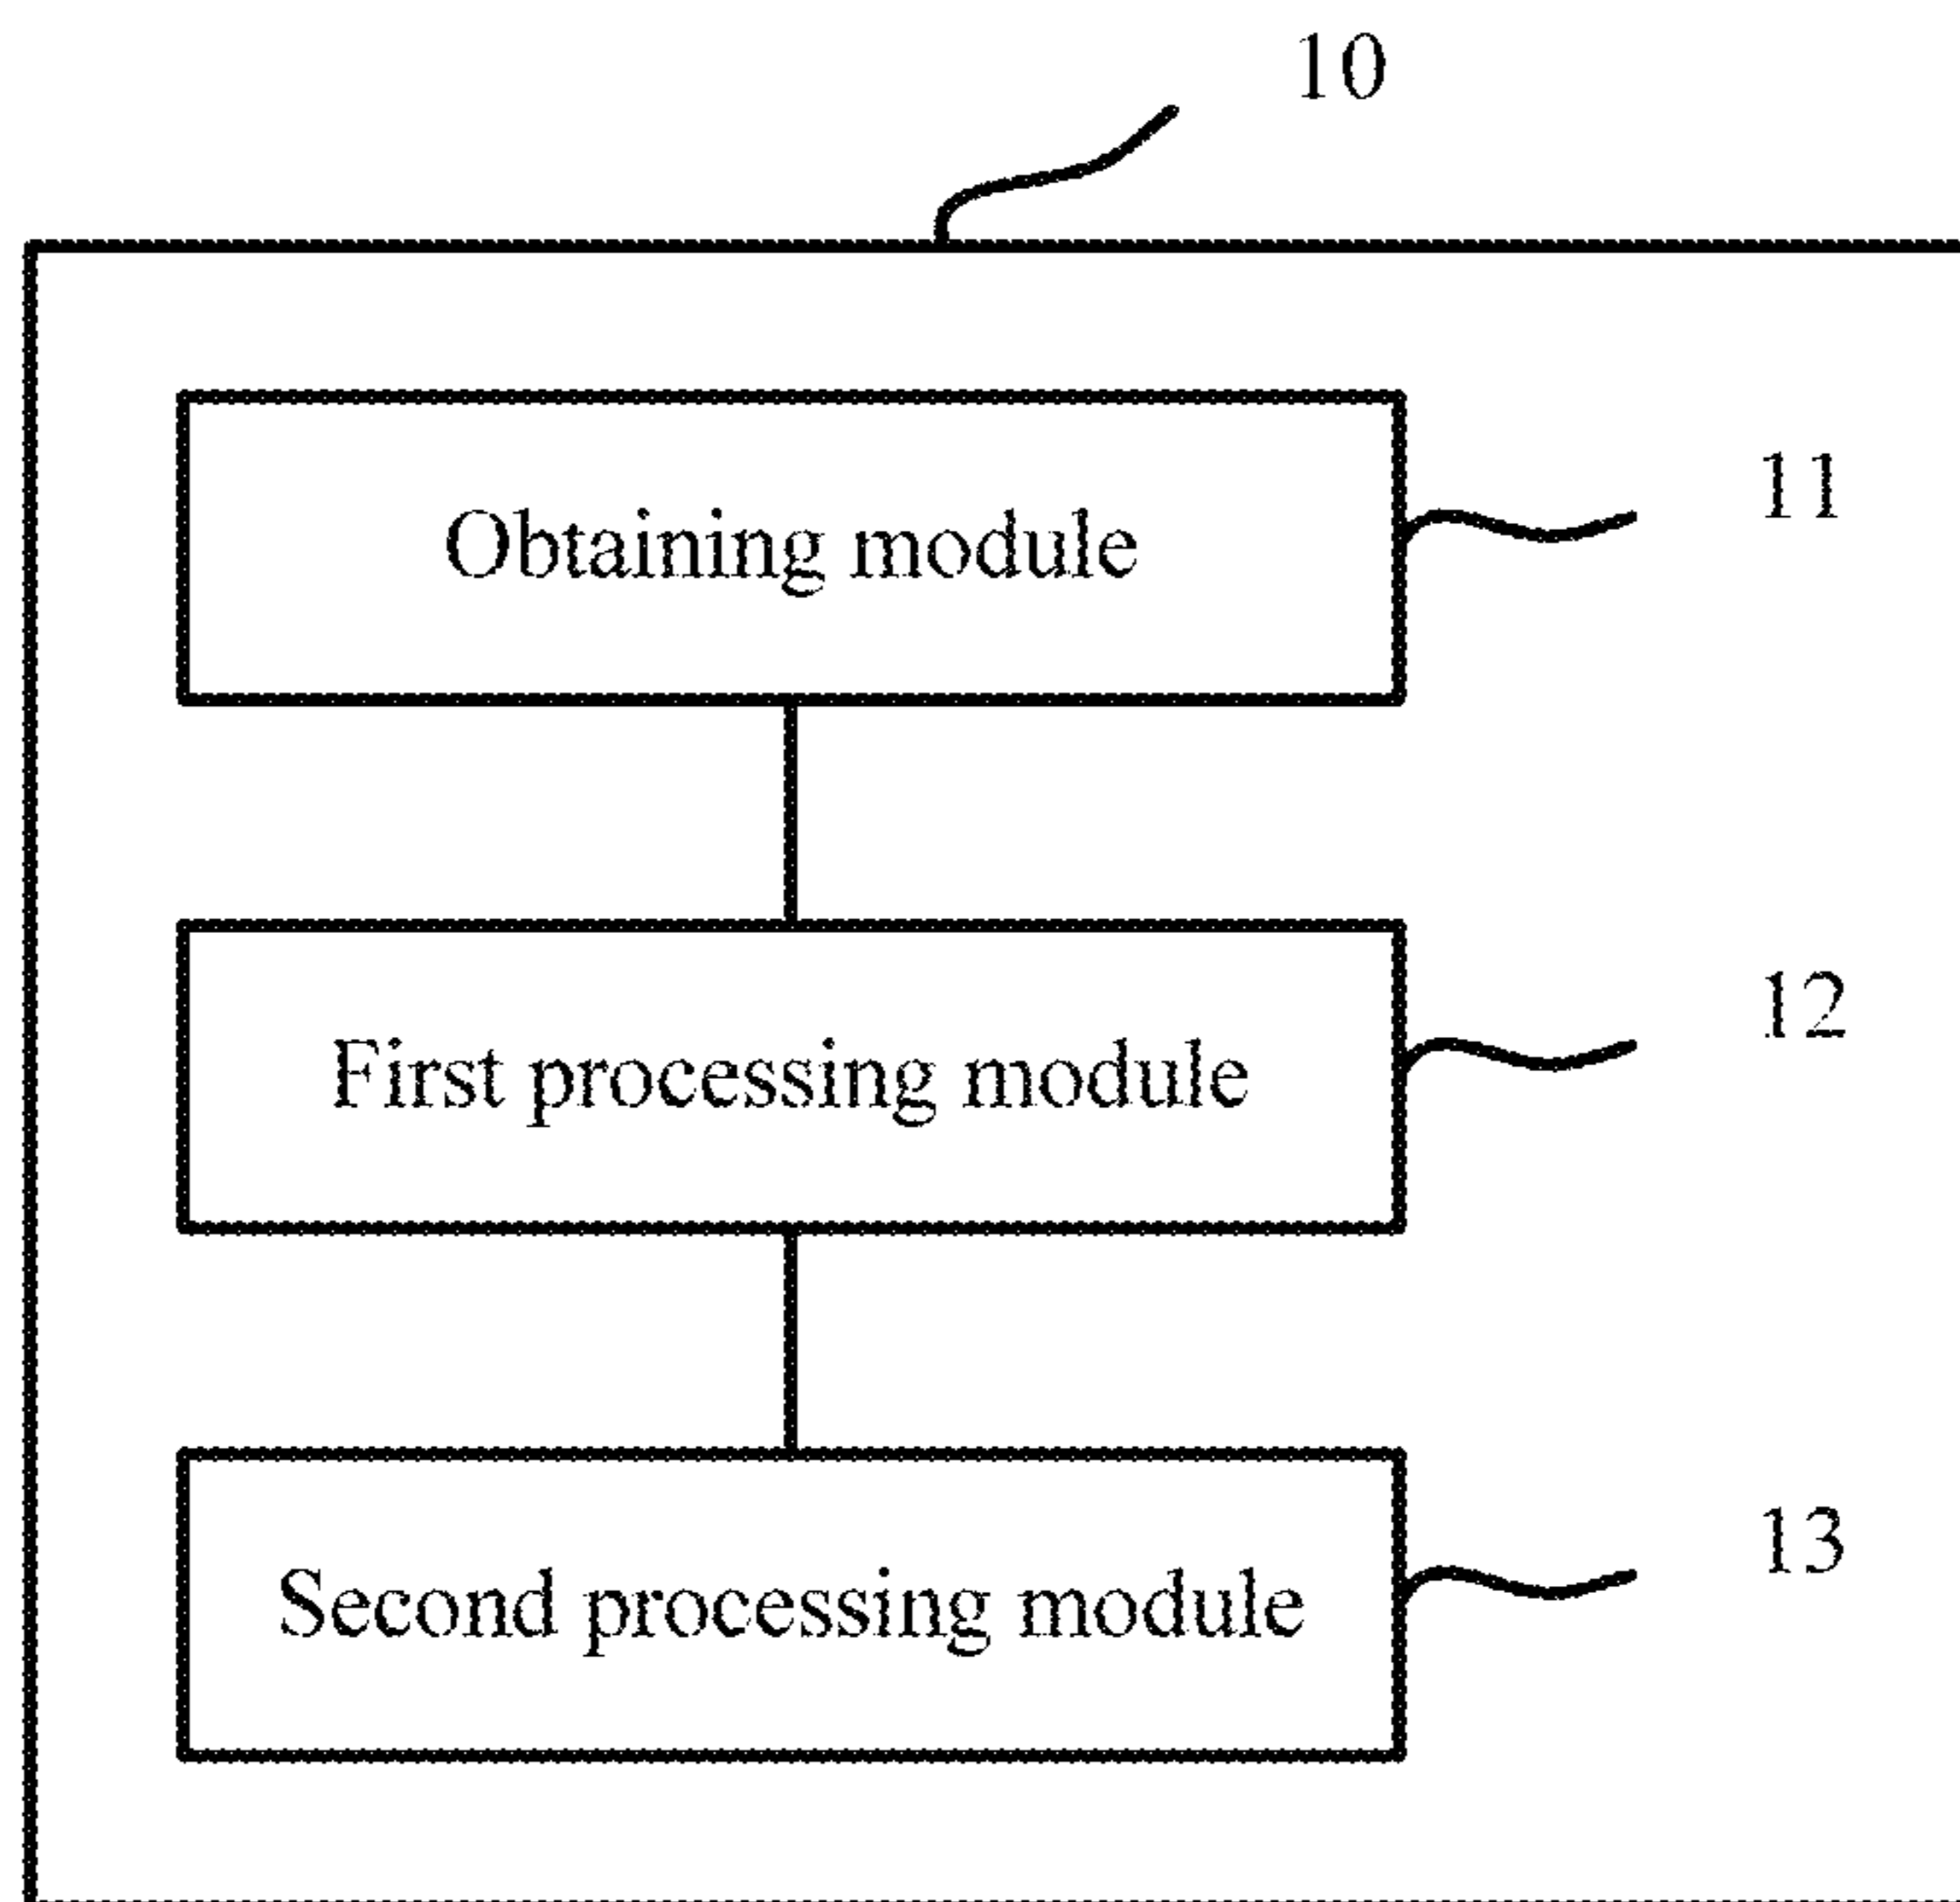 10
Obtaining module
11
First processing module
12
Second processing module
13